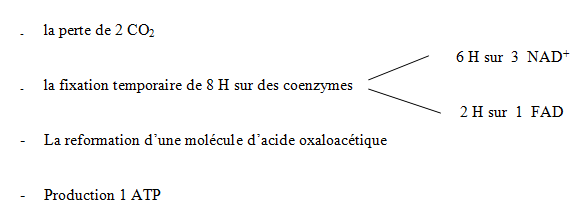 - la perte de 2 CO₂
6 H sur 3 NAD⁺
- la fixation temporaire de 8 H sur des coenzymes
2 H sur 1 FAD
- La reformation d’une molécule d’acide oxaloacétique
- Production 1 ATP